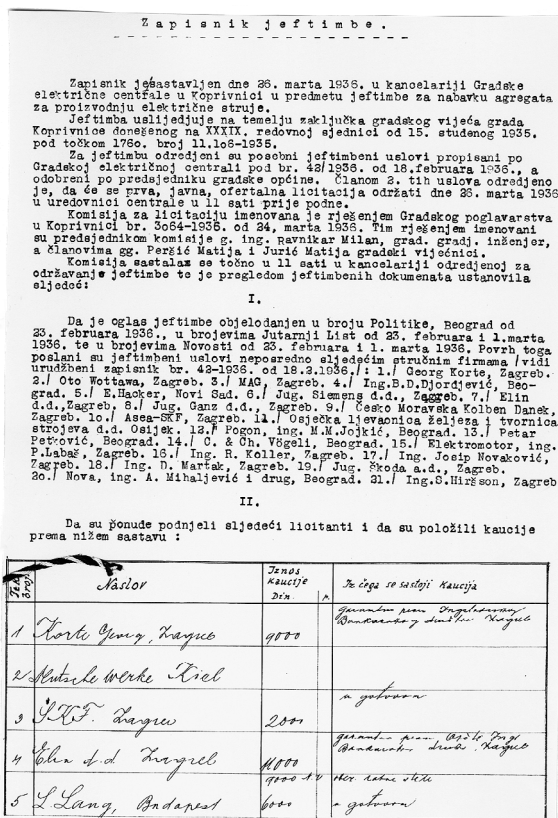 Zapisnik jeftimbe.
Zapisnik je sastavljen dne 26. marta 1936. u kancelariji Gradske
električne centrale u Koprivnici u predmetu jeftimbe za nabavku agregata
za proizvodnju električne struje.
Jeftimba uslijedjuje na temelju zaključka gradskog vijeća grada
Koprivnice donešenog na XXXIX. redovnoj sjednici od 15. studenog 1935.
pod točkom 176o. broj 11.1o6-1935.
Za jeftimbu odredjeni su posebni jeftimbeni uslovi propisani po
Gradskoj električnoj centrali pod br. 42/1936. od 18.februara 1936., a
odobreni po predsjedniku gradske općine. Članom 2. tih uslova odredjeno
je, da će se prva, javna, ofertalna licitacija održati dne 26. marta 1936
u uredovnici centrale u 11 sati prije podne.
Komisija za licitaciju imenovana je rješenjem Gradskog poglavarstva
u Koprivnici br. 3o64-1936. od 24, marta 1936. Tim rješenjem imenovani
su predsjednikom komisije g. ing. Ravnikar Milan, grad. gradj. inženjer,
a članovima gg. Peršić Matija i Jurić Matija gradski vijećnici.
Komisija sastala se točno u 11 sati u kancelariji odredjenoj za
održavanje jeftimbe te je pregledom jeftimbenih dokumenata ustanovila
sljedeć:
I.
Da je oglas jeftimbe objelodanjen u broju Politike, Beograd od
23. februara 1936., u brojevima Jutarnji List od 23. februara i 1.marta
1936. te u brojevima Novosti od 23. februara i 1. marta 1936. Povrh toga
poslani su jeftimbeni uslovi neposredno sljedećim stručnim firmama /vidi
urudžbeni zapisnik br. 42-1936. od 18.2.1936./: 1./ Georg Korte, Zagreb.
2./ Oto Wottawa, Zagreb. 3./ MAG, Zagreb. 4./ Ing.B.D.Djordjević, Beo-
grad. 5./ E.Hacker, Novi Sad. 6./ Jug. Siemens d.d., Zagreb. 7./ Elin
d.d.,Zagreb. 8./ Jug. Ganz d.d., Zagreb. 9./ Česko Moravska Kolben Danek,
Zagreb. 1o./ Asea-SKF, Zagreb. 11./ Osječka ljevaonica željeza i tvornica
strojeva d.d. Osijek. 12./ Pogon, ing. M.M.Jojkić, Beograd. 13./ Petar
Petković, Beograd. 14./ C. & Ch. Vögeli, Beograd. 15./ Elektromotor, ing.
P.Labaš, Zagreb. 16./ Ing. R. Koller, Zagreb. 17./ Ing. Josip Novaković,
Zagreb. 18./ Ing. D. Martak, Zagreb. 19./ Jug. Škoda a.d., Zagreb.
2o./ Nova, ing. A. Mihaljević i drug, Beograd. 21./ Ing.S.Hiršson, Zagreb
II.
Da su ponude podnjeli sljedeći licitanti i da su položili kaucije
prema nižem sastavu :
Tek. broj Naslov Iznos kaucije Din. p. Iz čega se sastoji kaucija
1 Korte Georg, Zagreb 9000
2 Deutsche Werke Kiel
u gotovom
3 SKF. Zagreb 2000
4 Elin d.d. Zagreb 11000
5 L. Lang, Budapest 6000 u gotovom